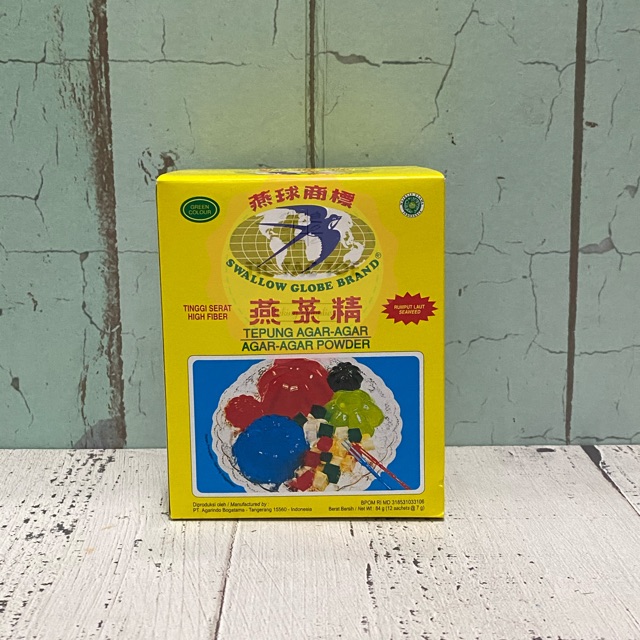 燕球商標
GREEN
COLOUR
SWALLOW GLOBE BRAND®
TINGGI SERAT
HIGH FIBER
燕菜精
RUMPUT LAUT
SEAWEED
TEPUNG AGAR-AGAR
AGAR-AGAR POWDER
Diproduksi oleh / Manufactured by
PT. Agarindo Bogatama - Tangerang 15560 - Indonesia
BPOM RI MD 318531033106
Berat Bersih / Net Wt. 84 g (12 sachets @ 7 g)